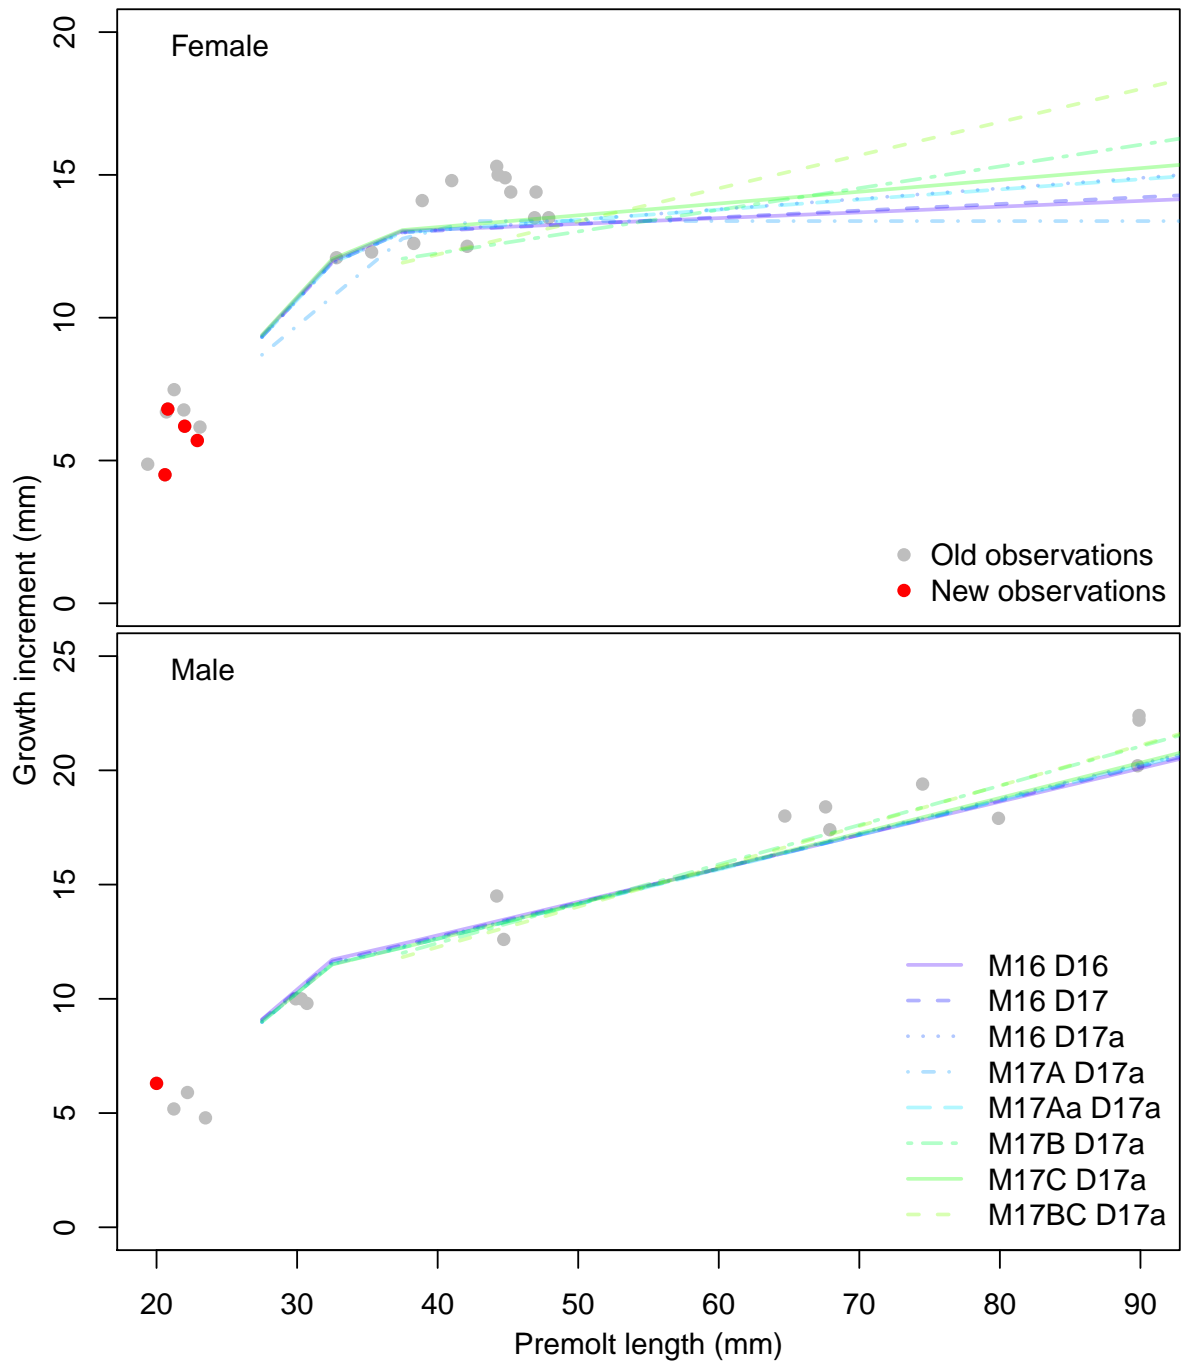 Female
20
15
10
5
0
Old observations
New observations
Growth increment (mm)
Male
25
20
15
10
5
0
M16 D16
M16 D17
M16 D17a
M17A D17a
M17Aa D17a
M17B D17a
M17C D17a
M17BC D17a
20 30 40 50 60 70 80 90
Premolt length (mm)